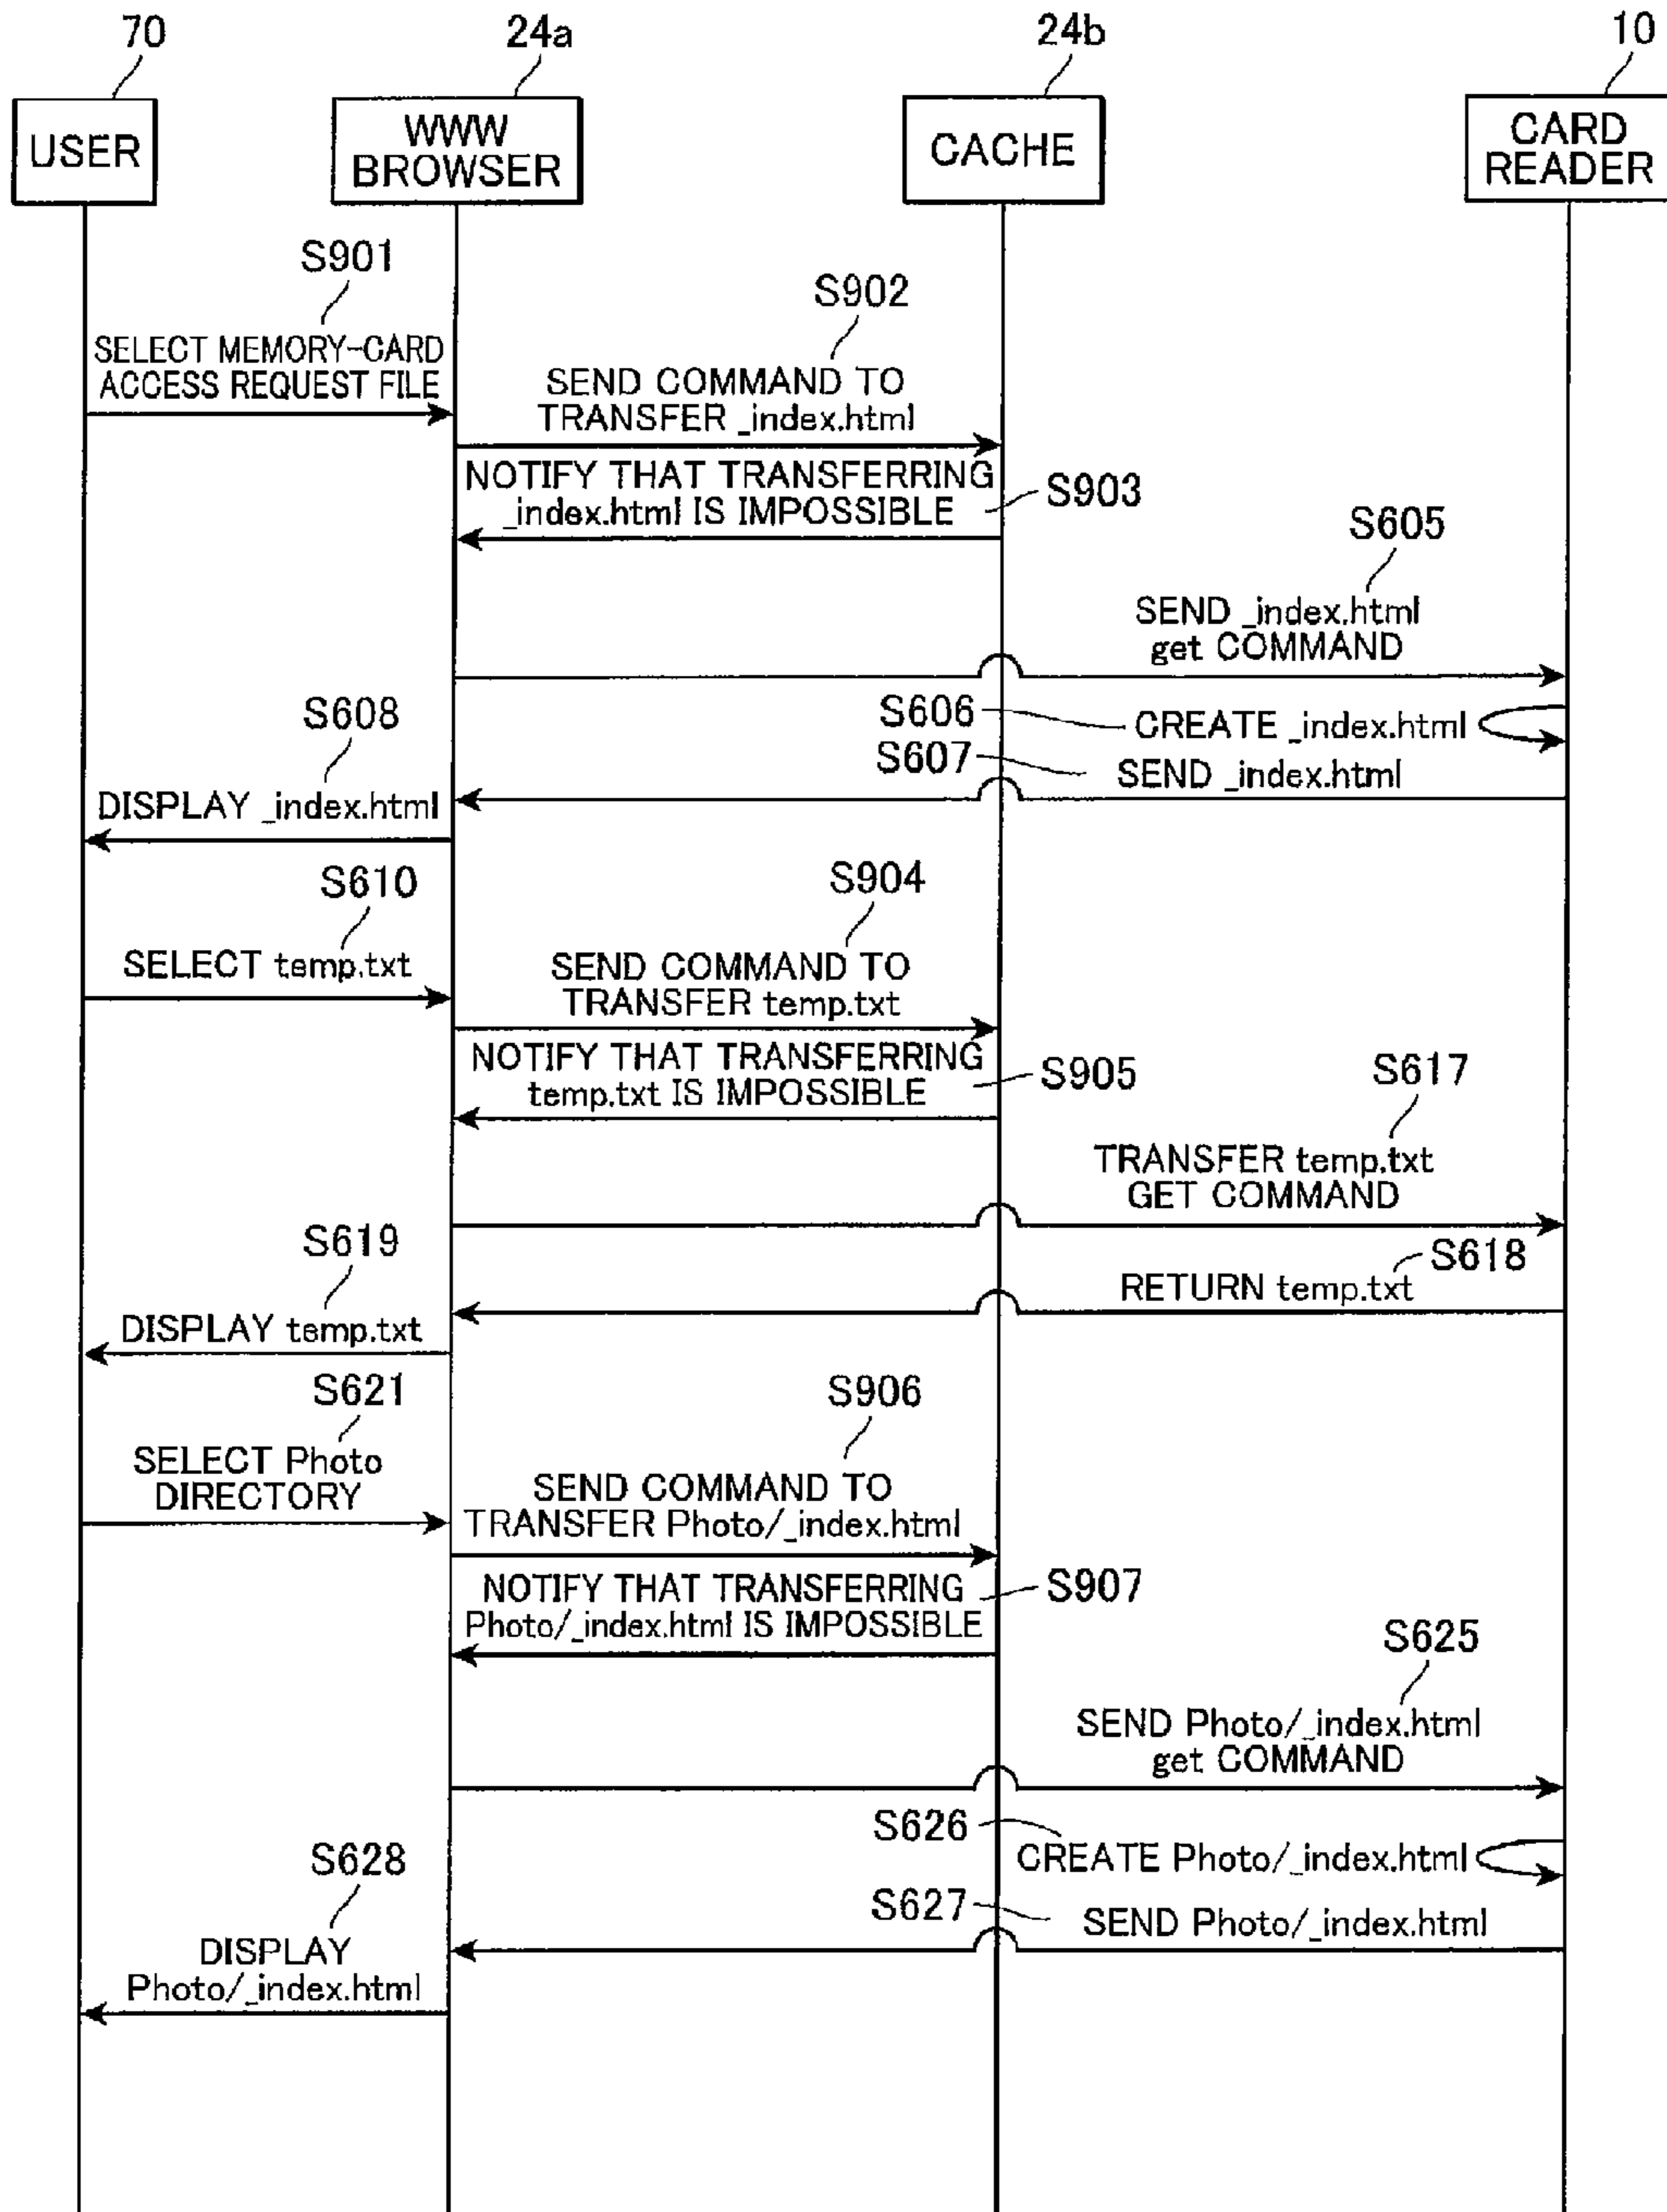 70
24a
24b
10
USER
WWW
BROWSER
CACHE
CARD
READER
S901
SELECT MEMORY-CARD
ACCESS REQUEST FILE
S902
SEND COMMAND TO
TRANSFER _index.html
NOTIFY THAT TRANSFERRING
_index.html IS IMPOSSIBLE
S903
S605
SEND _index.html
get COMMAND
S606
CREATE _index.html
S607
SEND _index.html
S608
DISPLAY _index.html
S610
SELECT temp.txt
S904
SEND COMMAND TO
TRANSFER temp.txt
NOTIFY THAT TRANSFERRING
temp.txt IS IMPOSSIBLE
S905
S617
TRANSFER temp.txt
GET COMMAND
S618
RETURN temp.txt
S619
DISPLAY temp.txt
S621
SELECT Photo
DIRECTORY
S906
SEND COMMAND TO
TRANSFER Photo/_index.html
NOTIFY THAT TRANSFERRING
Photo/_index.html IS IMPOSSIBLE
S907
S625
SEND Photo/_index.html
get COMMAND
S626
CREATE Photo/_index.html
S627
SEND Photo/_index.html
S628
DISPLAY
Photo/_index.html